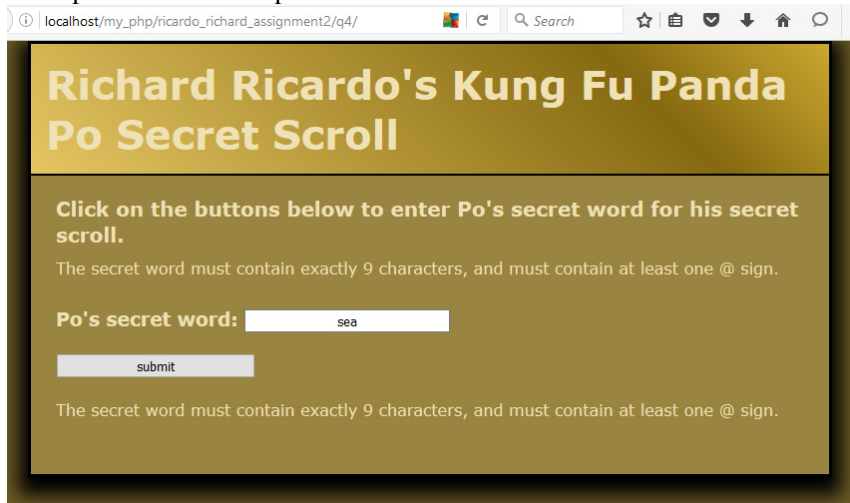 localhost/my_php/ricardo_richard_assignment2/q4/
Search
Richard Ricardo's Kung Fu Panda
Po Secret Scroll
Click on the buttons below to enter Po's secret word for his secret
scroll.
The secret word must contain exactly 9 characters, and must contain at least one @ sign.
Po's secret word: sea
submit
The secret word must contain exactly 9 characters, and must contain at least one @ sign.